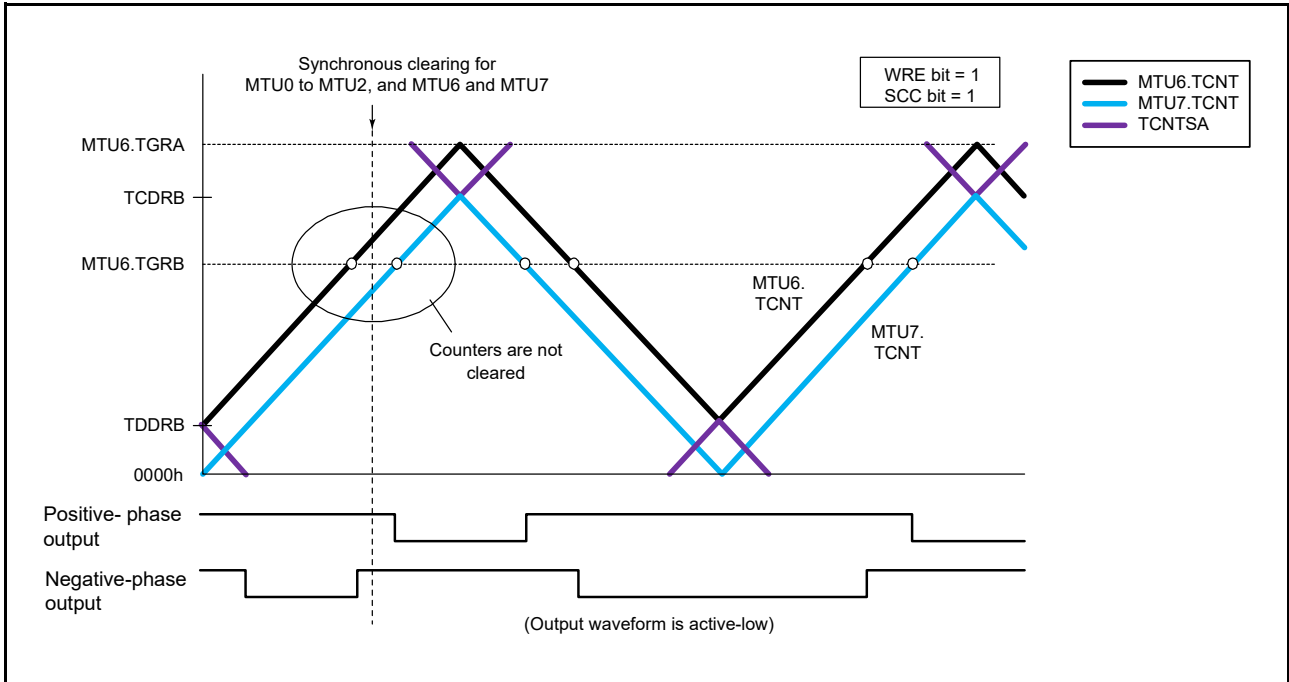 Synchronous clearing for
MTU0 to MTU2, and MTU6 and MTU7
WRE bit = 1
SCC bit = 1
MTU6.TCNT
MTU7.TCNT
TCNTSA
MTU6.TGRA
TCDRB
MTU6.TGRB
MTU6.
TCNT
MTU7.
TCNT
Counters are not
cleared
TDDRB
0000h
Positive- phase
output
Negative-phase
output
(Output waveform is active-low)